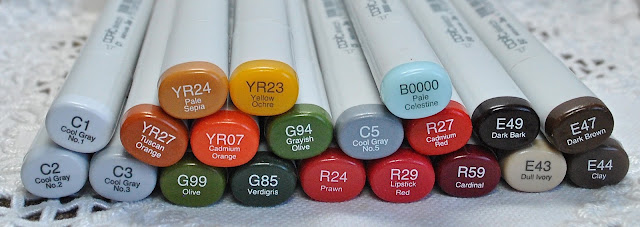 YR24
Pale
Sepia
YR23
Yellow
Ochre
B0000
Pale
Celestine
C1
Cool Gray
No.1
YR27
Tuscan
Orange
YR07
Cadmium
Orange
G94
Grayish
Olive
C5
Cool Gray
No.5
R27
Cadmium
Red
E49
Dark Bark
E47
Dark Brown
C2
Cool Gray
No.2
C3
Cool Gray
No.3
G99
Olive
G85
Verdigris
R24
Prawn
R29
Lipstick
Red
R59
Cardinal
E43
Dull Ivory
E44
Clay